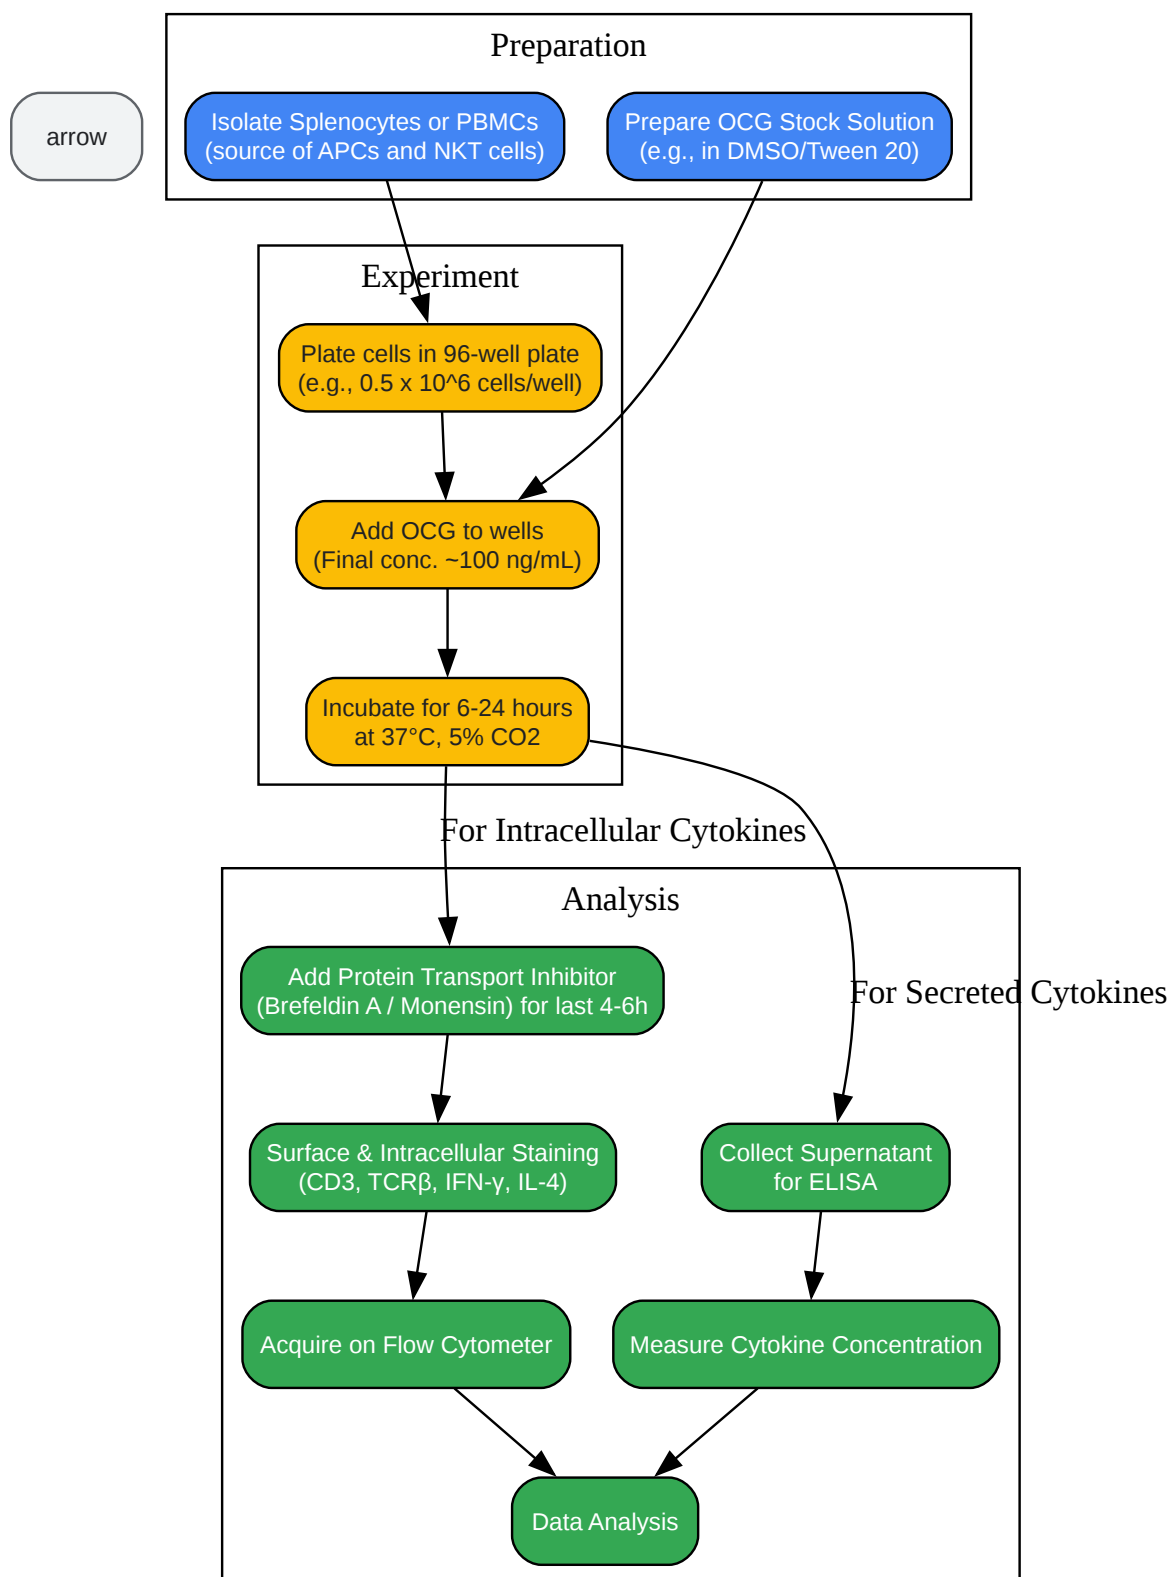 Preparation
arrow
Isolate Splenocytes or PBMCs
(source of APCs and NKT cells)
Prepare OCG Stock Solution
(e.g., in DMSO/Tween 20)
Experiment
Plate cells in 96-well plate
(e.g., 0.5 x 10^6 cells/well)
Add OCG to wells
(Final conc. ~100 ng/mL)
Incubate for 6-24 hours
at 37°C, 5% CO2
For Intracellular Cytokines
Analysis
Add Protein Transport Inhibitor
(Brefeldin A / Monensin) for last 4-6h
For Secreted Cytokines
Surface & Intracellular Staining
(CD3, TCRβ, IFN-γ, IL-4)
Collect Supernatant
for ELISA
Acquire on Flow Cytometer
Measure Cytokine Concentration
Data Analysis